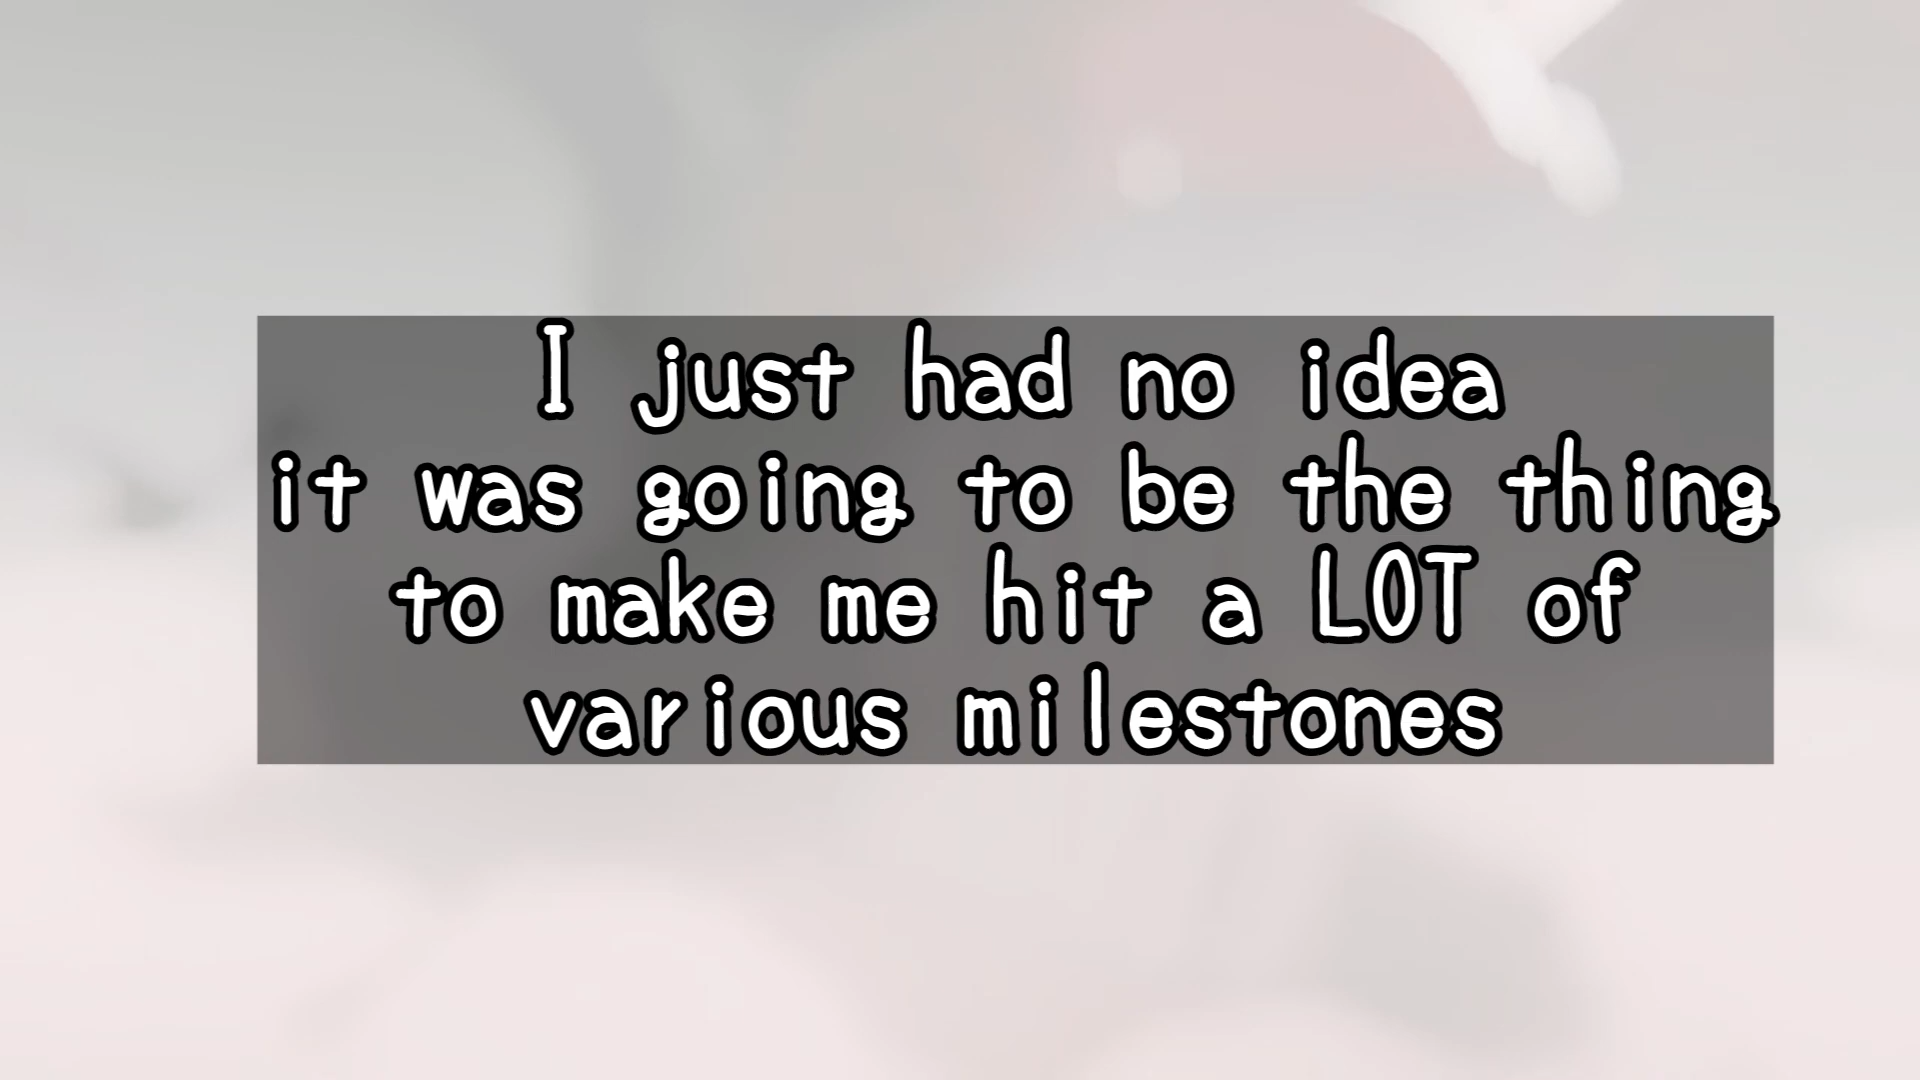 I just had no idea
it was going to be the thing
to make me hit a LOT of
various milestones